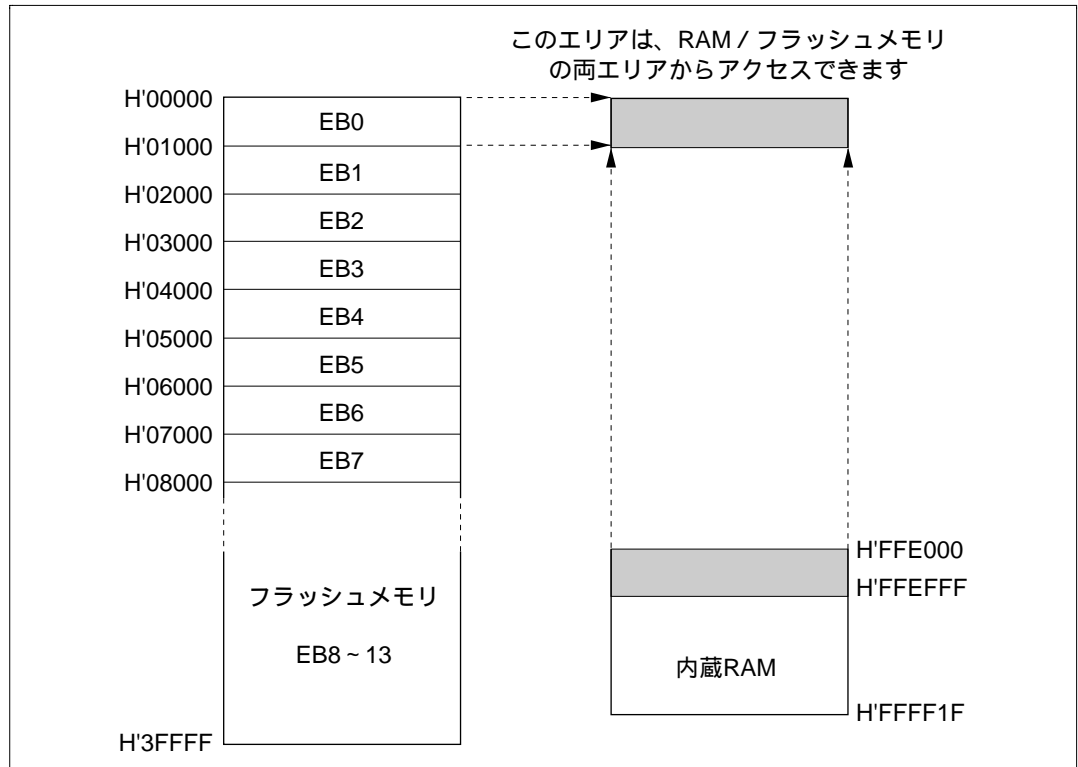 このエリアは、RAM / フラッシュメモリ
の両エリアからアクセスできます
H'00000
EB0
H'01000
EB1
H'02000
EB2
H'03000
EB3
H'04000
EB4
H'05000
EB5
H'06000
EB6
H'07000
EB7
H'08000
フラッシュメモリ
EB8 ~ 13
H'3FFFF
H'FFE000
H'FFEFFF
内蔵RAM
H'FFFF1F